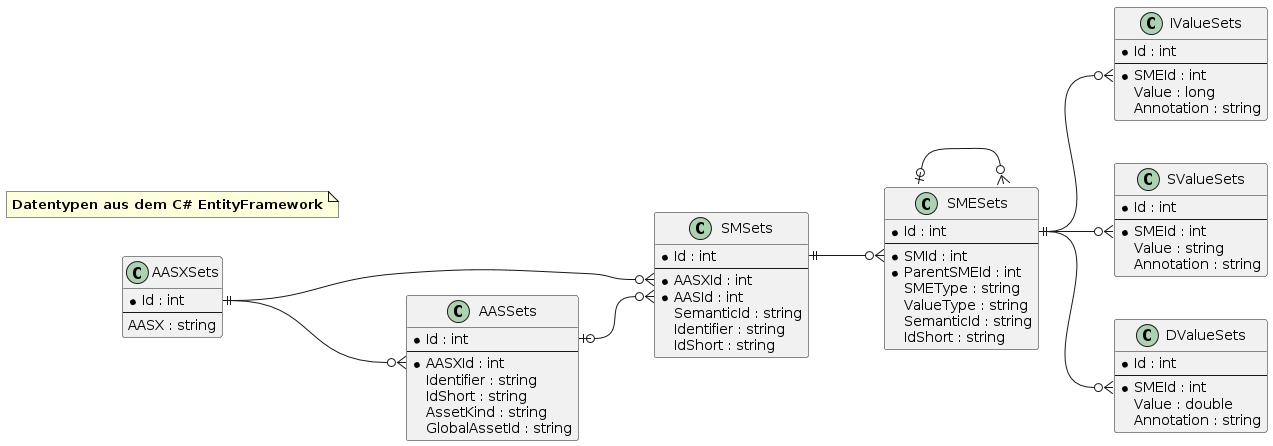 Datentypen aus dem C# EntityFramework
C AASXSets
Id : int
AASX : string
C AASSets
Id : int
AASXId : int
Identifier : string
IdShort : string
AssetKind : string
GlobalAssetId : string
C SMSets
Id : int
AASXId : int
AASId : int
SemanticId : string
Identifier : string
IdShort : string
C SMESets
Id : int
SMId : int
ParentSMEId : int
SMEType : string
ValueType : string
SemanticId : string
IdShort : string
C IValueSets
Id : int
SMEId : int
Value : long
Annotation : string
C SValueSets
Id : int
SMEId : int
Value : string
Annotation : string
C DValueSets
Id : int
SMEId : int
Value : double
Annotation : string